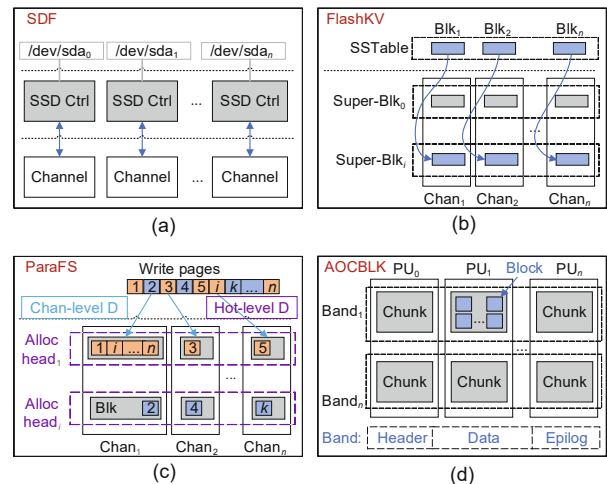 SDF
/dev/sda0 /dev/sda1 /dev/sdan
SSD Ctrl SSD Ctrl ... SSD Ctrl
Channel Channel ... Channel
(a)
FlashKV
Blk1 Blk2 Blkn
SSTable
Super-Blk0
...
Super-Blki
Chan1 Chan2 Chann
(b)
ParaFS
Write pages
1 2 3 4 5 i k ... n
Chan-level D Hot-level D
Alloc
head1
1 i ... n 3 5
...
Alloc
headi
Blk 2 4 k
Chan1 Chan2 Chann
(c)
AOCBLK
PU0 PU1 PUn
Block
Band1
Chunk ... Chunk
...
Bandn
Chunk Chunk Chunk
Band: Header Data Epilog
(d)